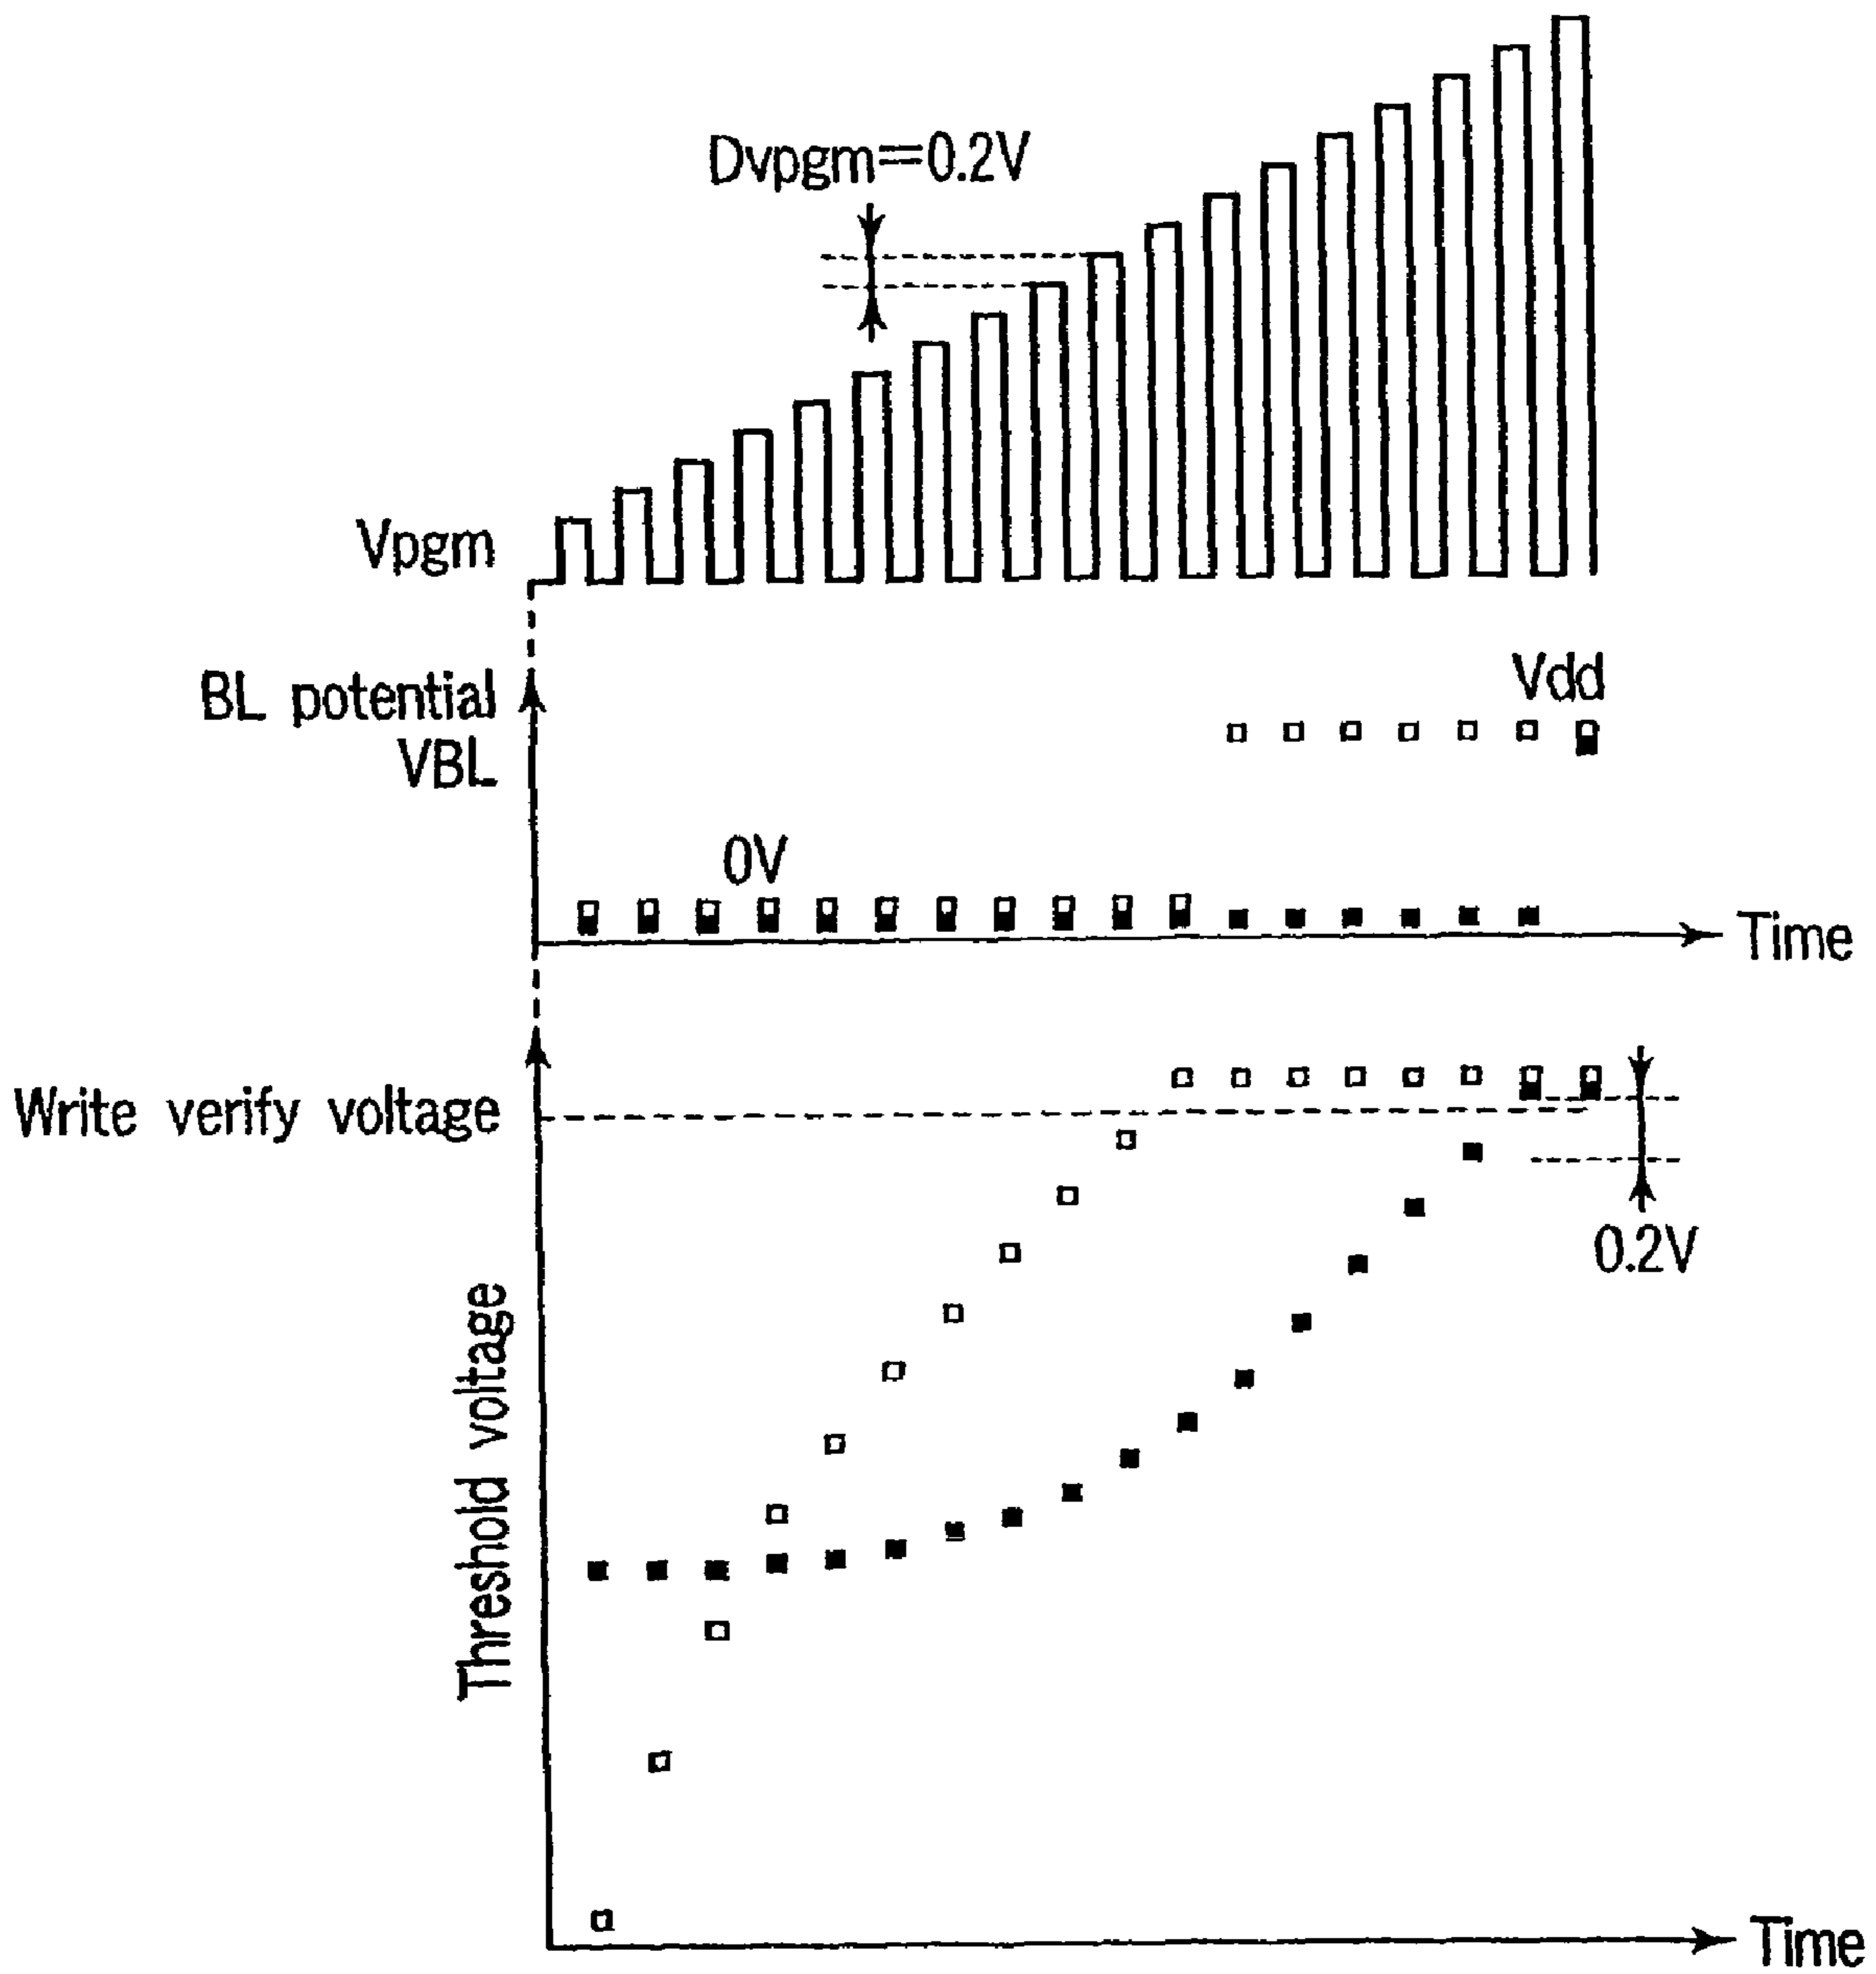 Dvpgm=0.2V
Vpgm
BL potential
VBL
Vdd
0V
Time
Write verify voltage
0.2V
Threshold voltage
Time